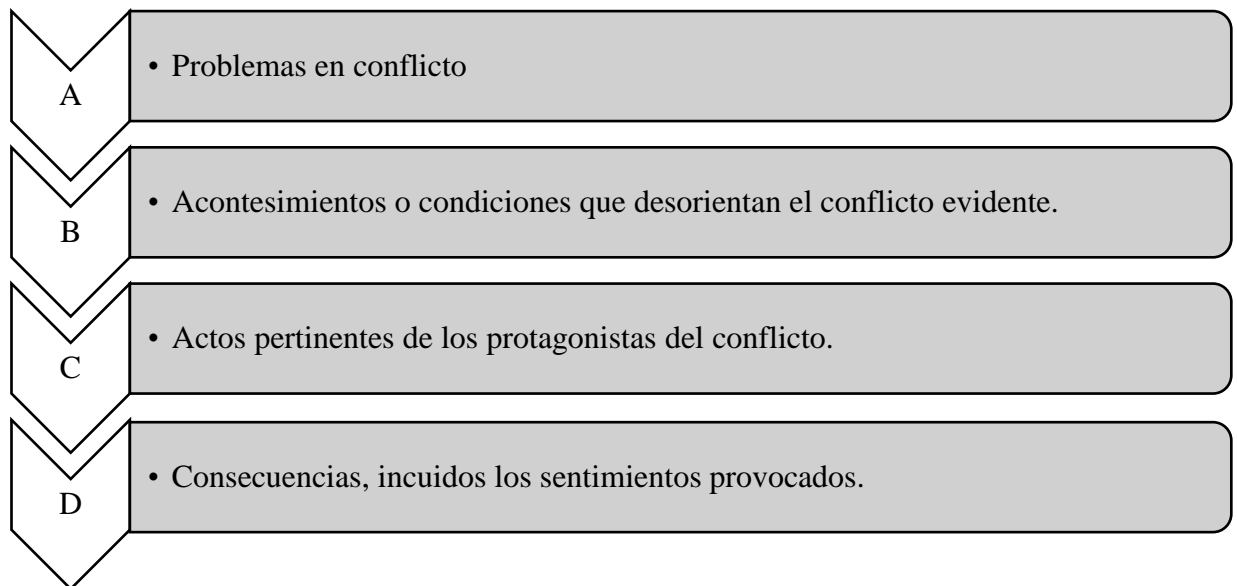 A
• Problemas en conflicto
B
• Acontesimientos o condiciones que desorientan el conflicto evidente.
C
• Actos pertinentes de los protagonistas del conflicto.
D
• Consecuencias, incuidos los sentimientos provocados.